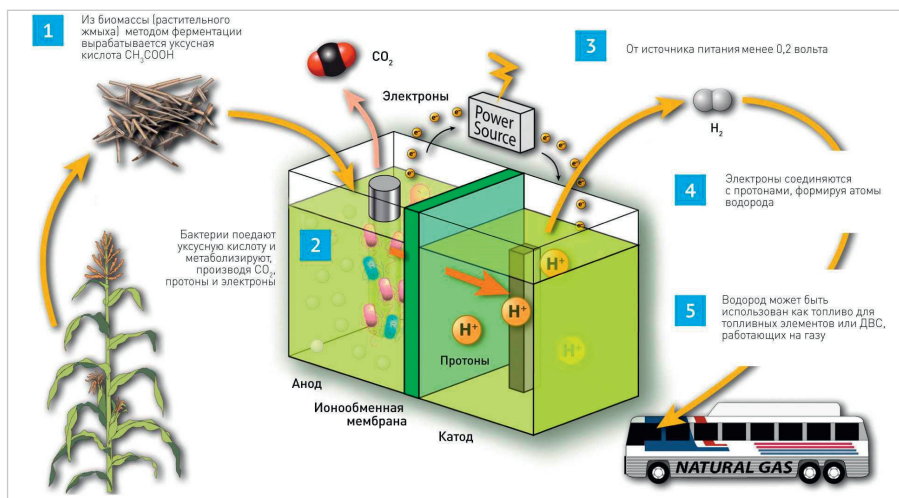 1
Из биомассы (растительного
жмыха) методом ферментации
вырабатывается уксусная
кислота CH₃COOH
CO₂
Электроны
Power
Source
3
От источника питания менее 0,2 вольта
H₂
4
Электроны соединяются
с протонами, формируя атомы
водорода
2
Бактерии поедают
уксусную кислоту и
метаболизируют,
производя CO₂,
протоны и электроны
H⁺
H⁺
H⁺
H⁺
Протоны
5
Водород может быть
использован как топливо для
топливных элементов или ДВС,
работающих на газу
Анод
Ионообменная
мембрана
Катод
NATURAL GAS